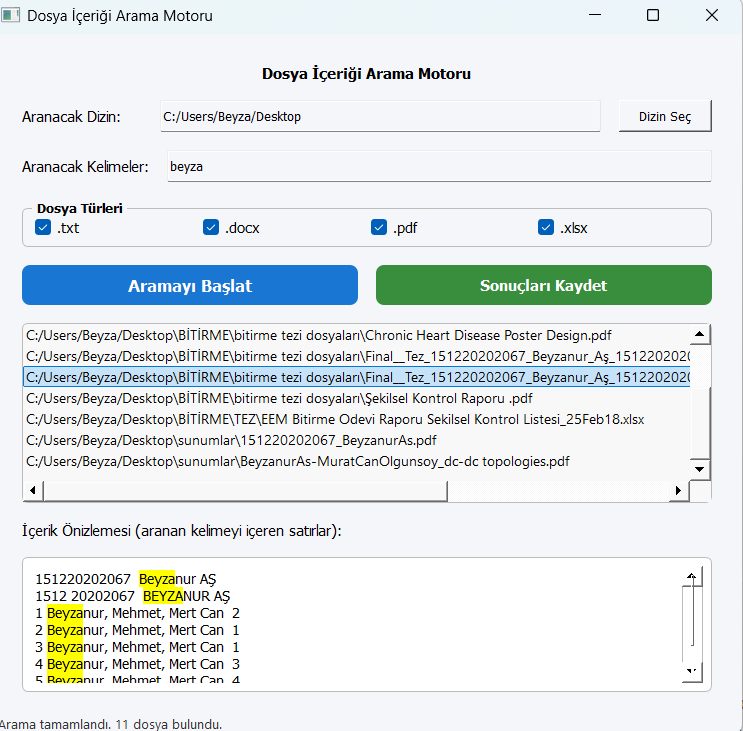 Dosya İçeriği Arama Motoru
Dosya İçeriği Arama Motoru
Aranacak Dizin: C:/Users/Beyza/Desktop Dizin Seç
Aranacak Kelimeler: beyza
Dosya Türleri
.txt .docx .pdf .xlsx
Aramayı Başlat Sonuçları Kaydet
C:/Users/Beyza/Desktop\BİTİRME\bitirme tezi dosyaları\Chronic Heart Disease Poster Design.pdf
C:/Users/Beyza/Desktop\BİTİRME\bitirme tezi dosyaları\Final__Tez_151220202067_Beyzanur_Aş_15122020
C:/Users/Beyza/Desktop\BİTİRME\bitirme tezi dosyaları\Final__Tez_151220202067_Beyzanur_Aş_15122020
C:/Users/Beyza/Desktop\BİTİRME\bitirme tezi dosyaları\Şekilsel Kontrol Raporu .pdf
C:/Users/Beyza/Desktop\BİTİRME\TEZ\EEM Bitirme Odevi Raporu Sekilsel Kontrol Listesi_25Feb18.xlsx
C:/Users/Beyza/Desktop\sunumlar\151220202067_BeyzanurAs.pdf
C:/Users/Beyza/Desktop\sunumlar\BeyzanurAs-MuratCanOlgunsoy_dc-dc topologies.pdf
İçerik Önizlemesi (aranan kelimeyi içeren satırlar):
151220202067 Beyzanur AŞ
1512 20202067 BEYZANUR AŞ
1 Beyzanur, Mehmet, Mert Can 2
2 Beyzanur, Mehmet, Mert Can 1
3 Beyzanur, Mehmet, Mert Can 1
4 Beyzanur, Mehmet, Mert Can 3
5 Beyzanur, Mehmet, Mert Can 4
Arama tamamlandı. 11 dosya bulundu.